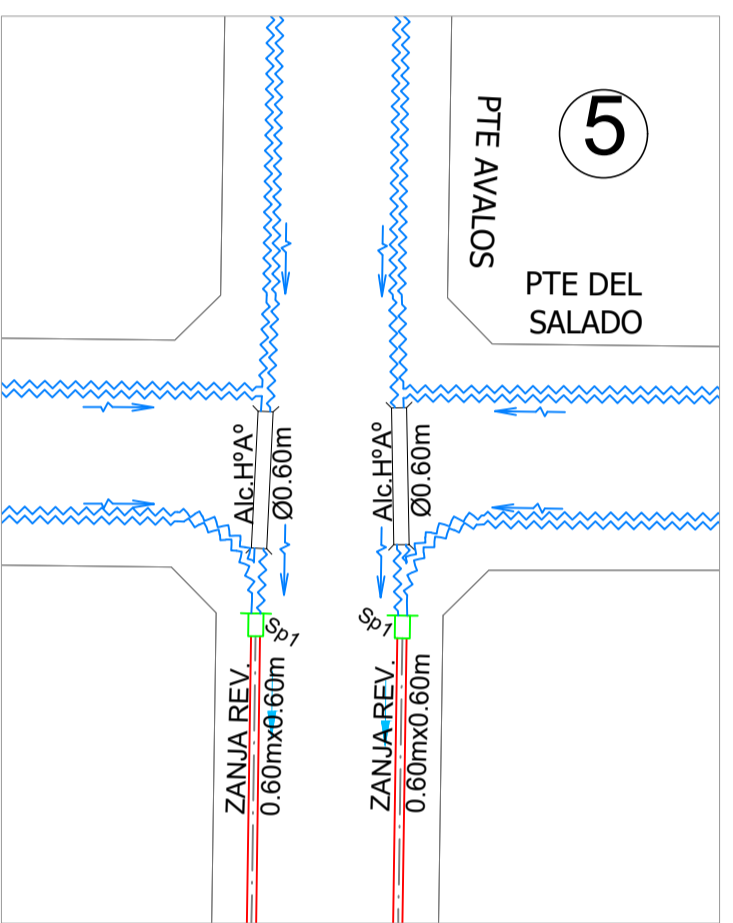 5
PTE AVALOS
PTE DEL
SALADO
Alc.HºAº
Ø0.60m
Alc.HºAº
Ø0.60m
Sp1
Sp1
ZANJA REV.
0.60mx0.60m
ZANJA REV.
0.60mx0.60m